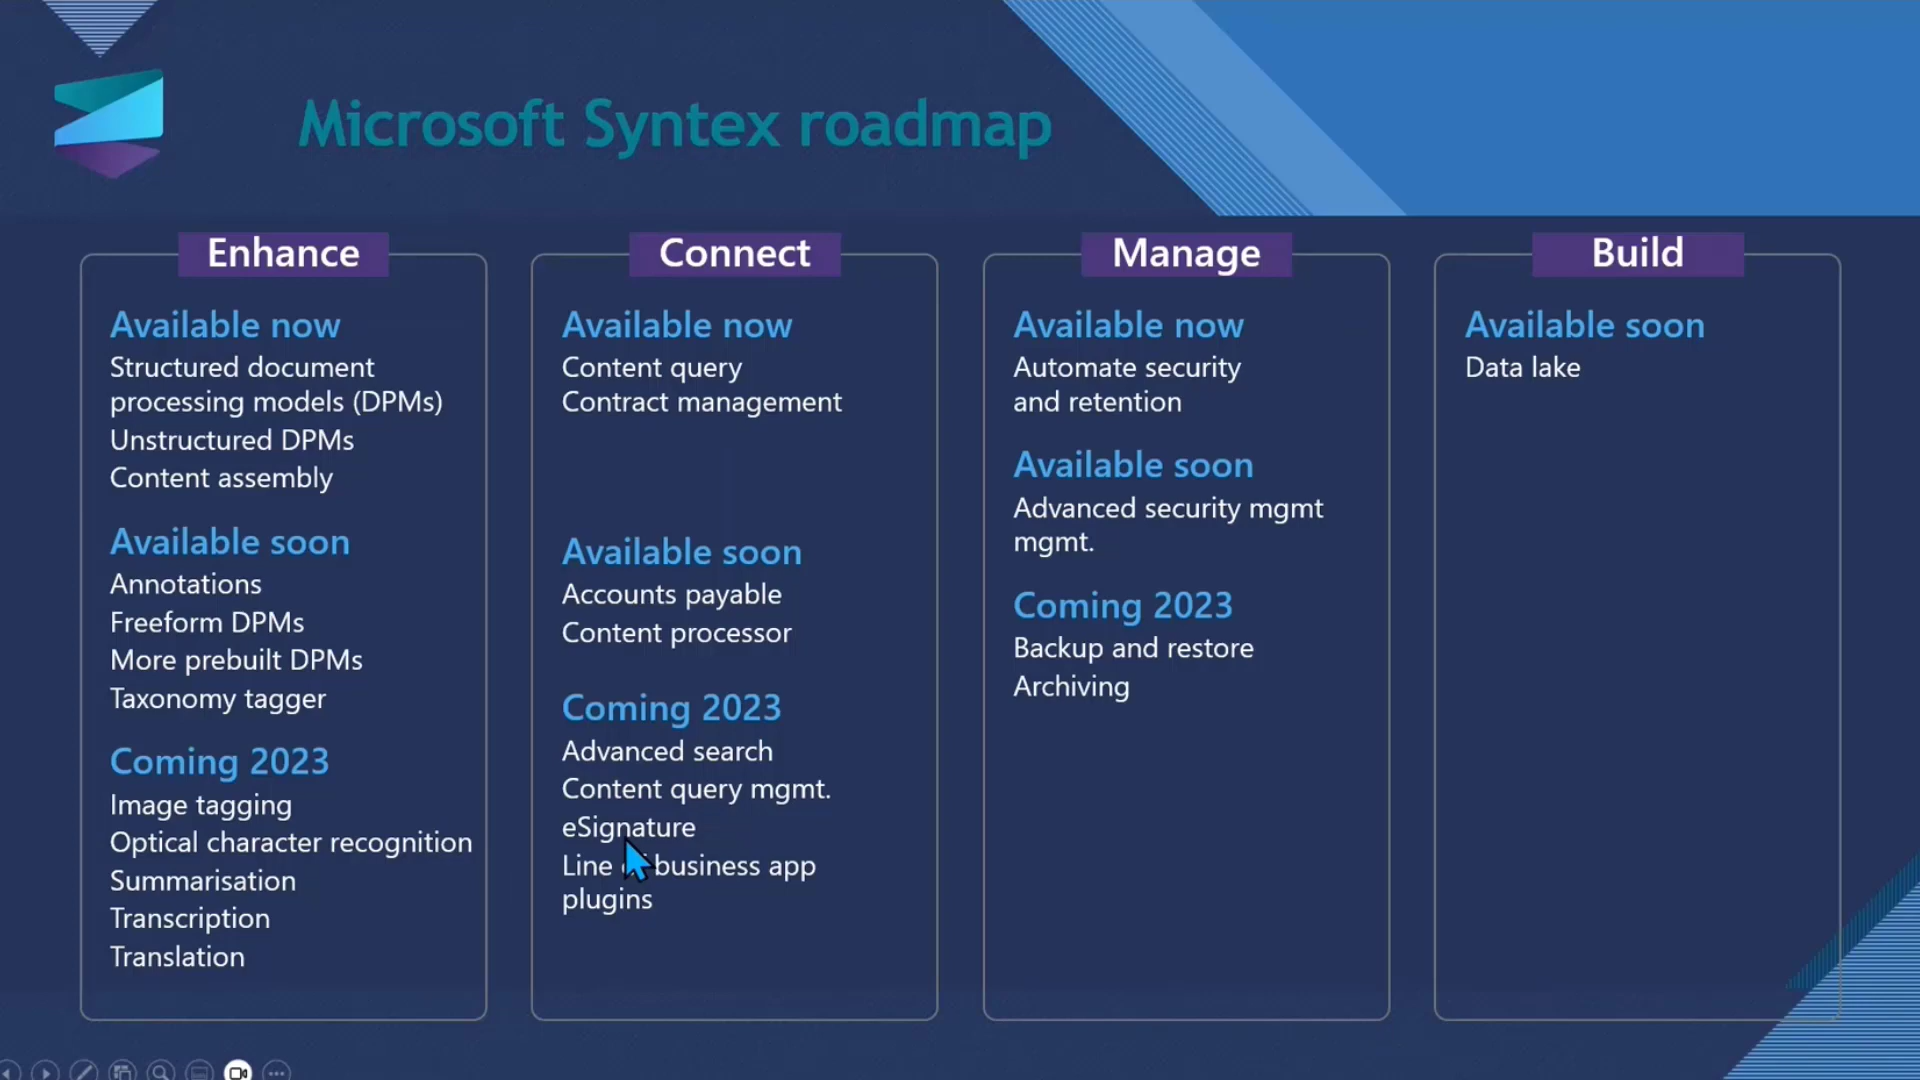 Microsoft Syntex roadmap
Enhance
Available now
Structured document
processing models (DPMs)
Unstructured DPMs
Content assembly
Available soon
Annotations
Freeform DPMs
More prebuilt DPMs
Taxonomy tagger
Coming 2023
Image tagging
Optical character recognition
Summarisation
Transcription
Translation
Connect
Available now
Content query
Contract management
Available soon
Accounts payable
Content processor
Coming 2023
Advanced search
Content query mgmt.
eSignature
Line of business app
plugins
Manage
Available now
Automate security
and retention
Available soon
Advanced security mgmt
mgmt.
Coming 2023
Backup and restore
Archiving
Build
Available soon
Data lake